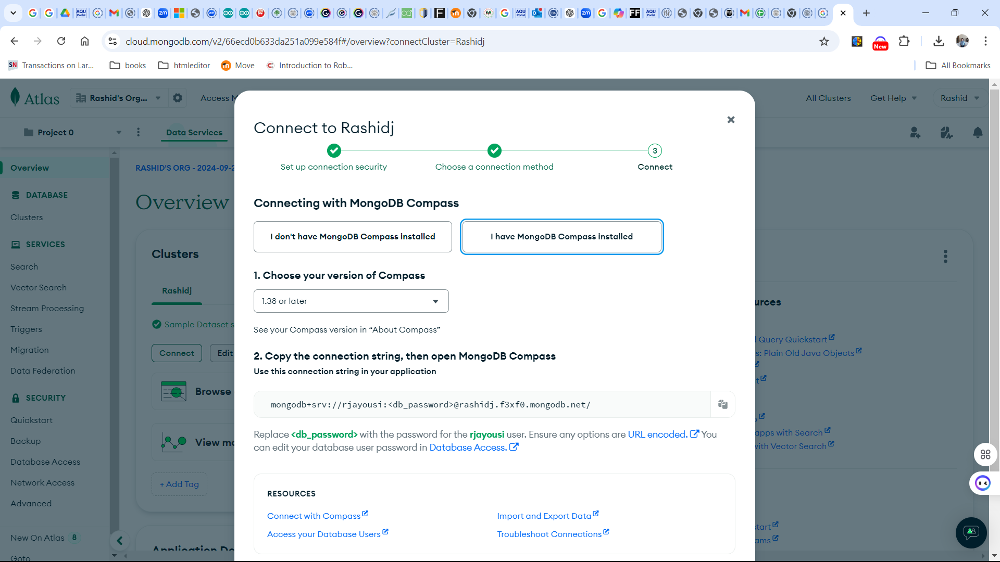 cloud.mongodb.com/v2/66ecd0b633da251a099e584f#/overview?connectCluster=Rashidj
New
Transactions on Lar...
books
htmleditor
Move
Introduction to Rob...
All Bookmarks
Atlas
Rashid's Org...
Access M
All Clusters
Get Help
Rashid
Project 0
Data Services
Overview
DATABASE
Clusters
SERVICES
Search
Vector Search
Stream Processing
Triggers
Migration
Data Federation
SECURITY
Quickstart
Backup
Database Access
Network Access
Advanced
New On Atlas 8
Goto
RASHID'S ORG - 2024-09-2
Overview
Clusters
Rashidj
Sample Dataset s
Connect
Edit
Browse
View mo
+ Add Tag
Application De
Connect to Rashidj
Set up connection security
Choose a connection method
3
Connect
Connecting with MongoDB Compass
I don't have MongoDB Compass installed
I have MongoDB Compass installed
1. Choose your version of Compass
1.38 or later
See your Compass version in “About Compass”
2. Copy the connection string, then open MongoDB Compass
Use this connection string in your application
mongodb+srv://rjayousi:<db_password>@rashidj.f3xf0.mongodb.net/
Replace <db_password> with the password for the rjayousi user. Ensure any options are URL encoded. You
can edit your database user password in Database Access.
RESOURCES
Connect with Compass
Import and Export Data
Access your Database Users
Troubleshoot Connections
urces
l Query Quickstart
s: Plain Old Java Objects
t
apps with Search
with Vector Search
tart
ams